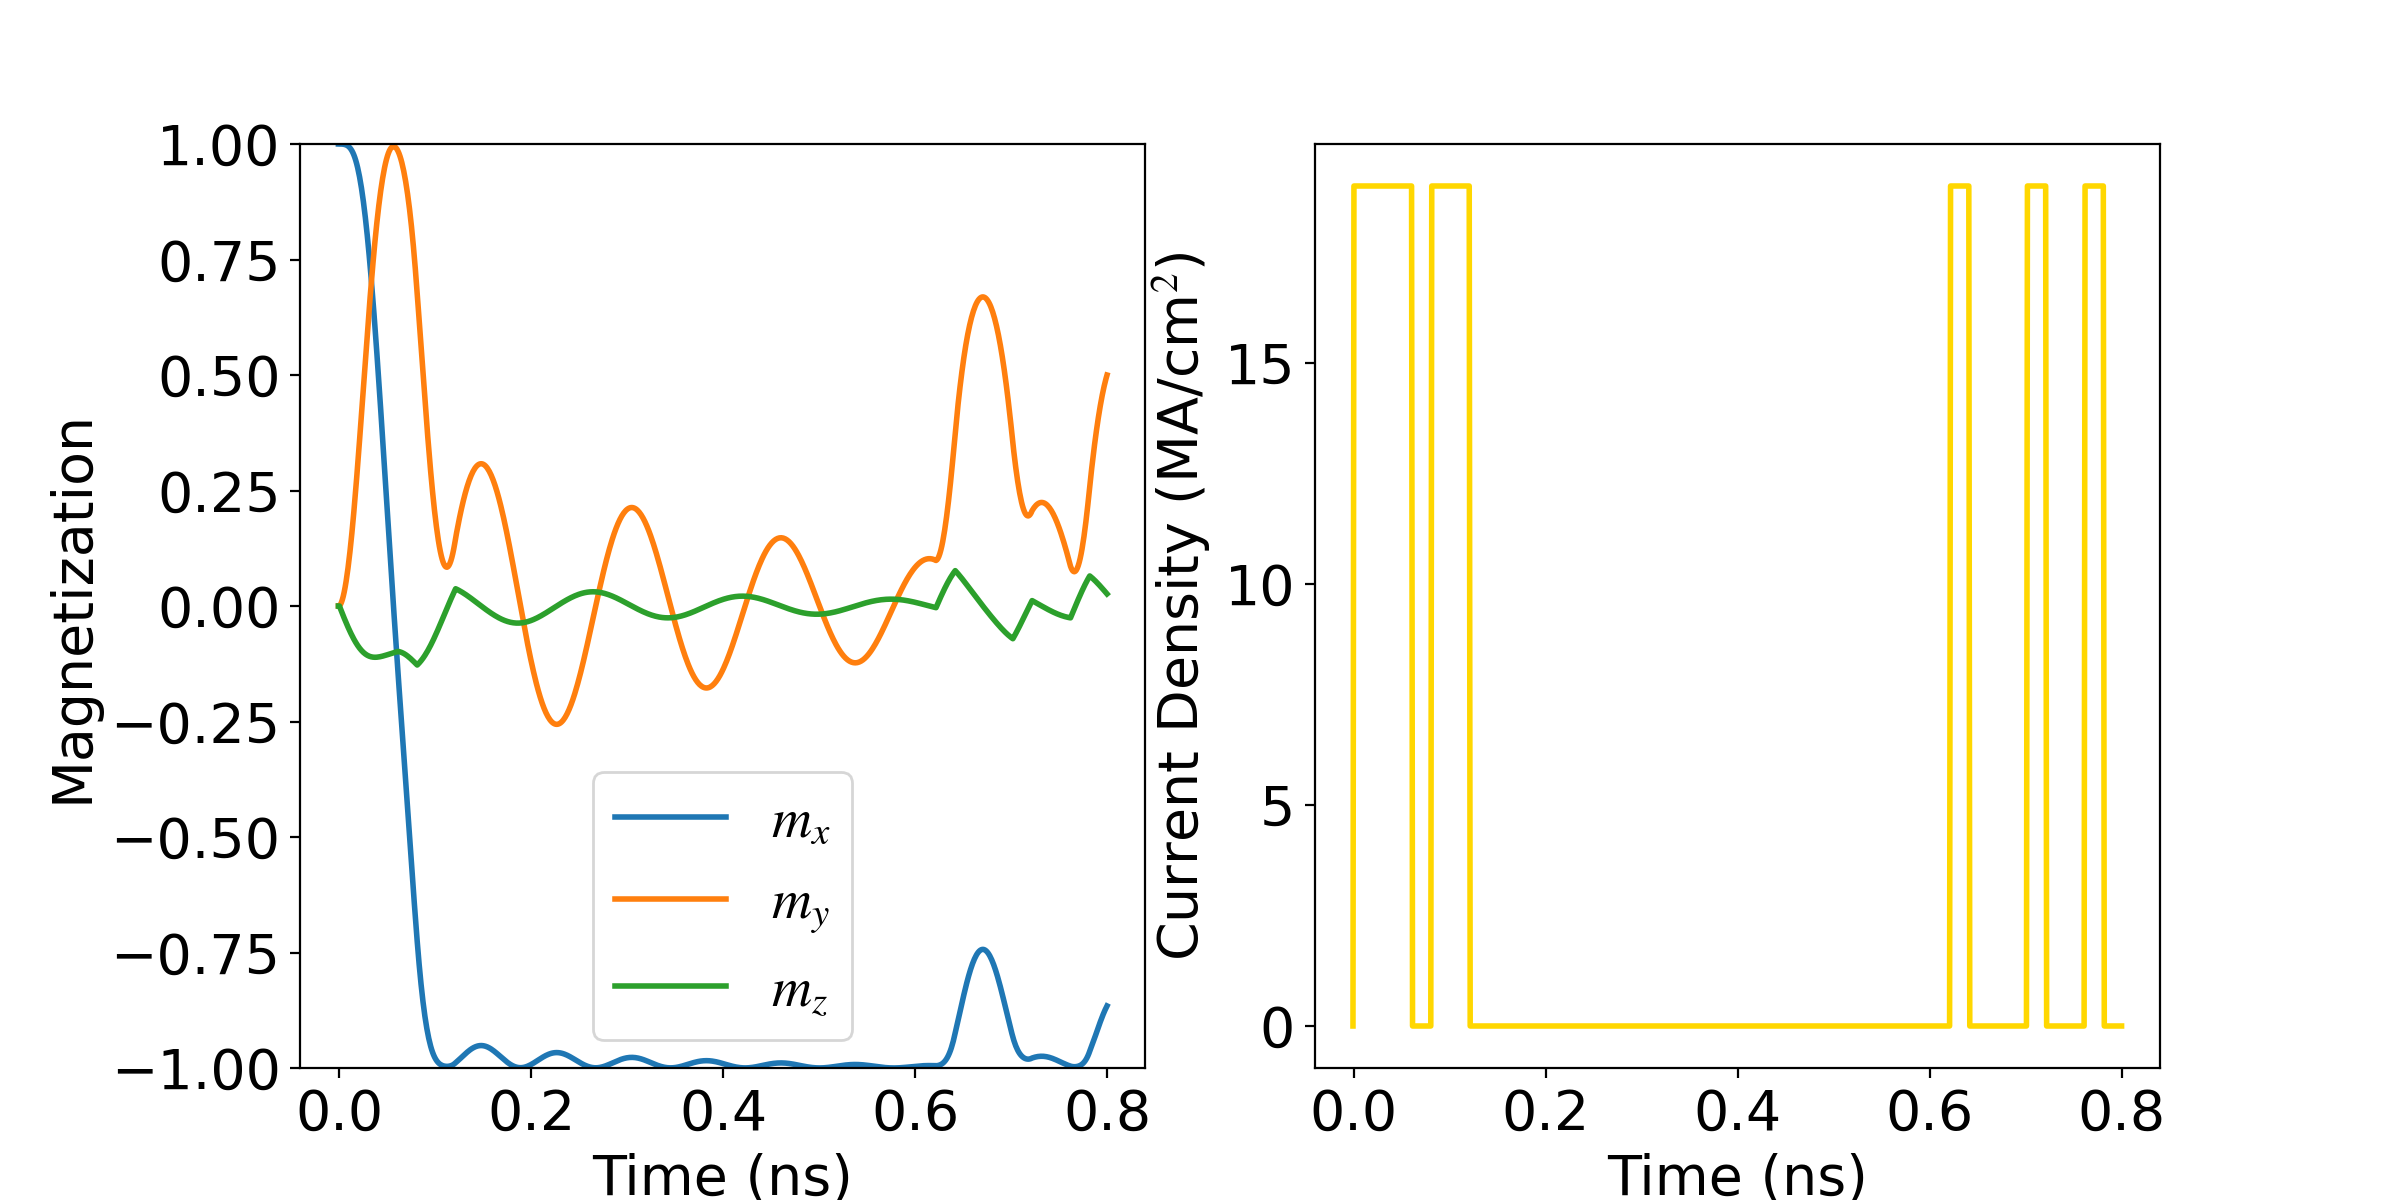 Magnetization
1.00
0.75
0.50
0.25
0.00
−0.25
−0.50
−0.75
−1.00
0.0 0.2 0.4 0.6 0.8
Time (ns)
m_x
m_y
m_z
Current Density (MA/cm²)
15
10
5
0
0.0 0.2 0.4 0.6 0.8
Time (ns)